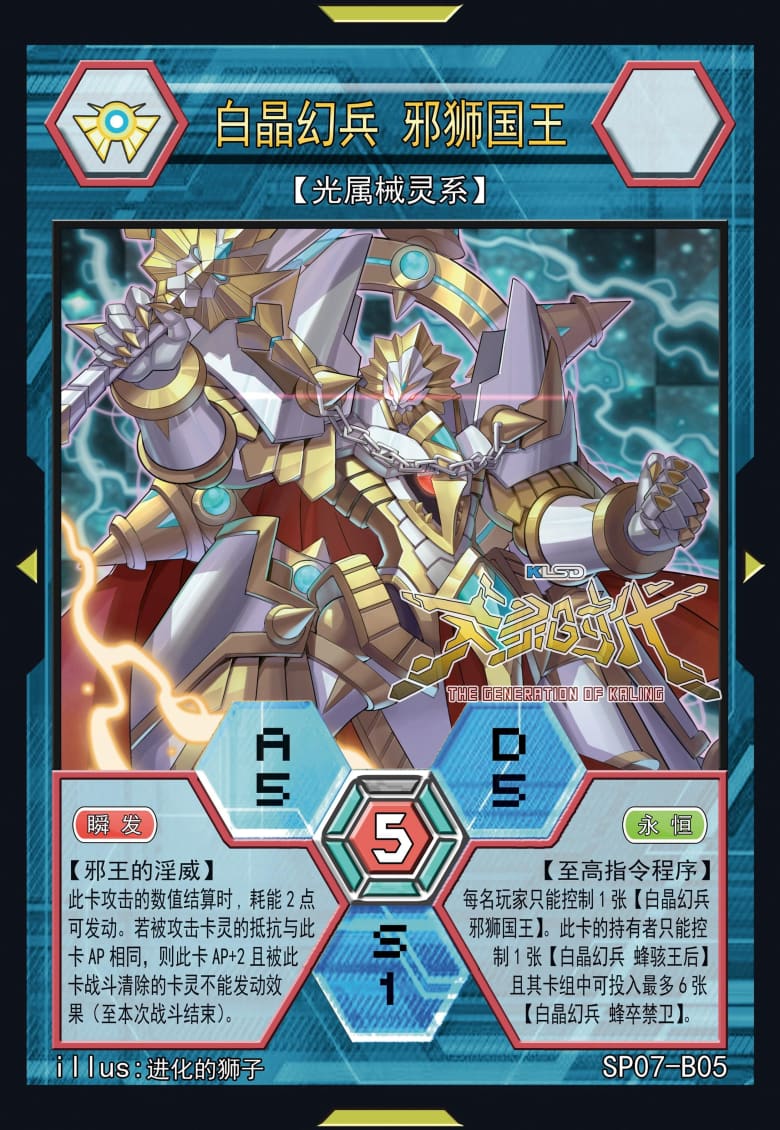 白晶幻兵 邪狮国王
【光属械灵系】
KLSD
卡灵时代
THE GENERATION OF KALING
A
5
D
5
5
S
1
瞬发
【邪王的淫威】
此卡攻击的数值结算时，耗能2点
可发动。若被攻击卡灵的抵抗与此
卡AP相同，则此卡AP+2且被此
卡战斗清除的卡灵不能发动效
果（至本次战斗结束）。
永恒
【至高指令程序】
每名玩家只能控制1张【白晶幻兵
邪狮国王】。此卡的持有者只能控
制1张【白晶幻兵 蜂骇王后】
且其卡组中可投入最多6张
【白晶幻兵 蜂卒禁卫】。
illus:进化的狮子
SP07-B05